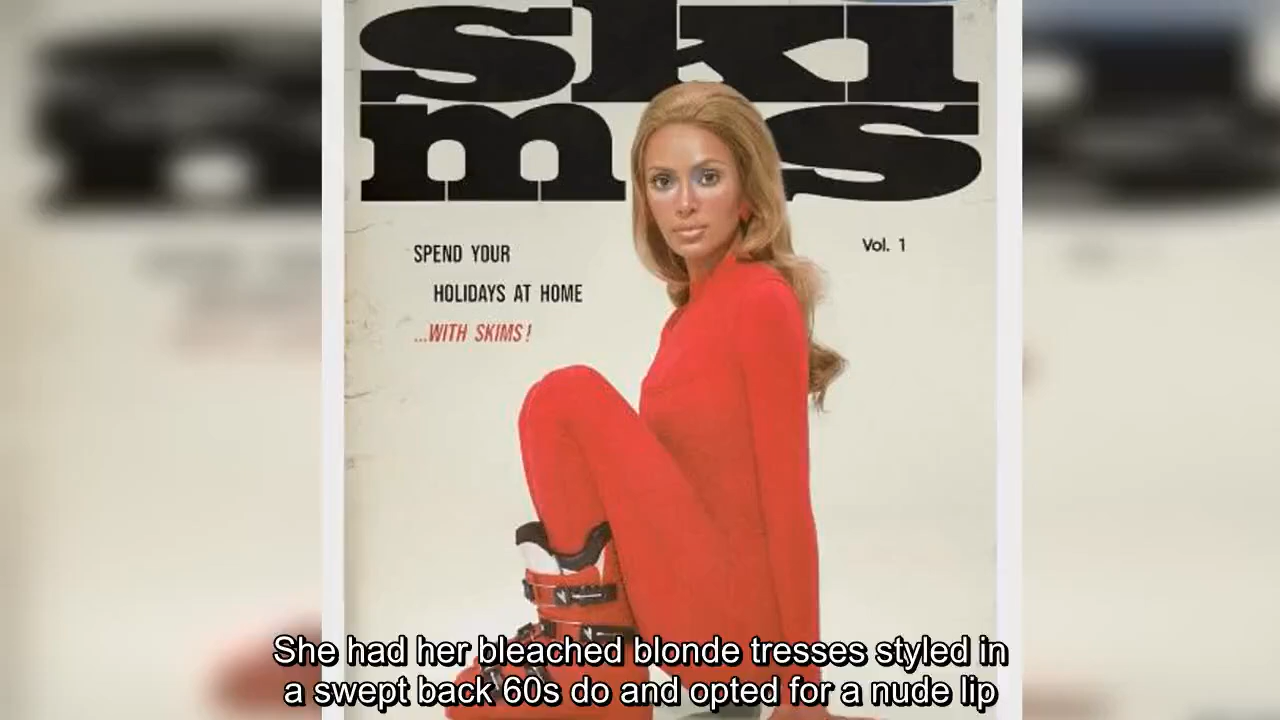 ski
ms
Vol. 1
SPEND YOUR
HOLIDAYS AT HOME
...WITH SKIMS!
She had her bleached blonde tresses styled in
a swept back 60s do and opted for a nude lip